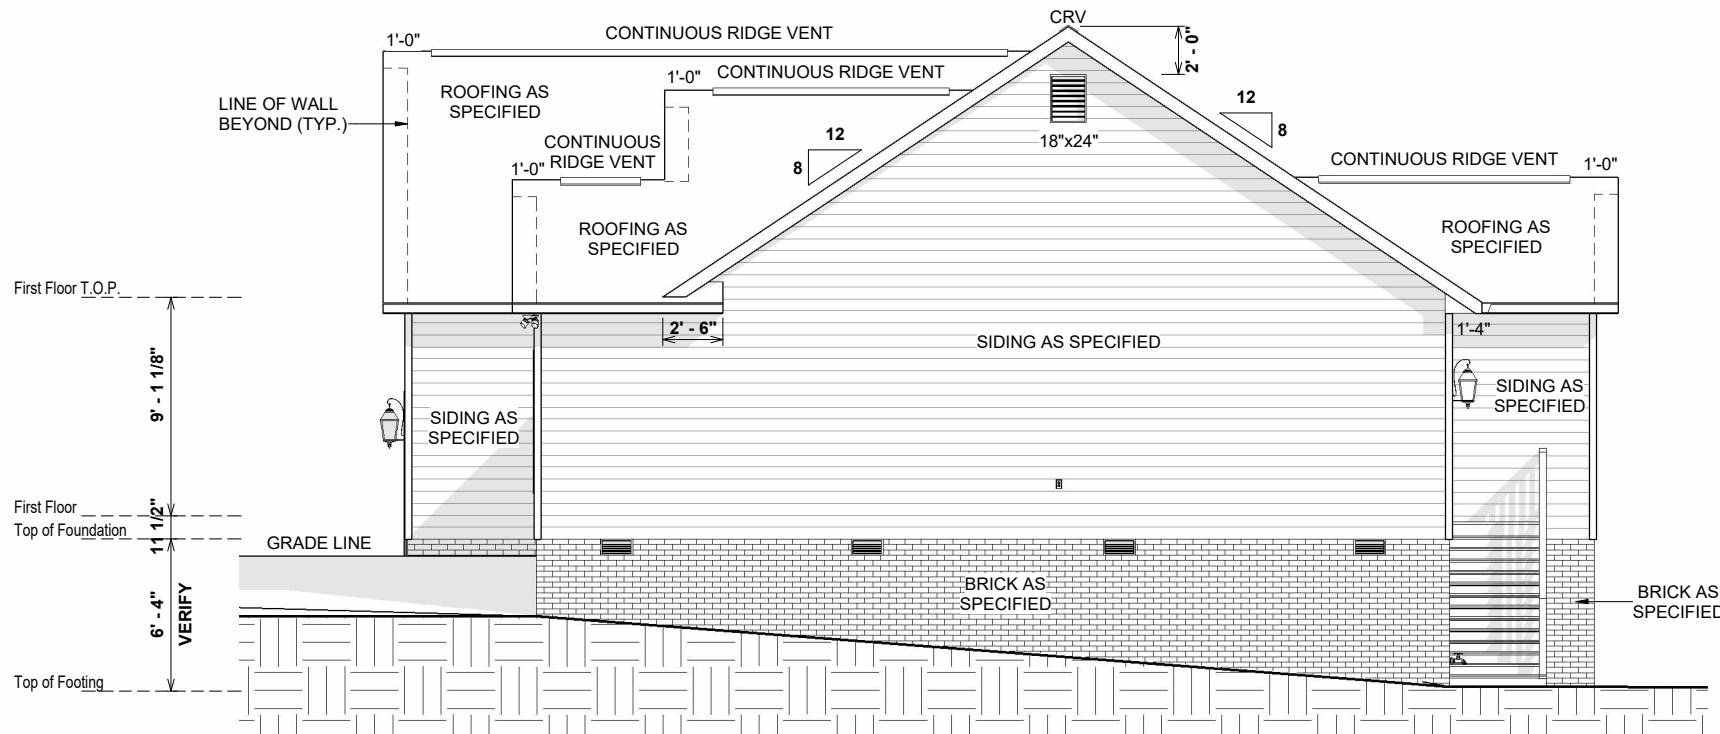 CRV
CONTINUOUS RIDGE VENT
1'-0"
2' - 0"
CONTINUOUS RIDGE VENT
1'-0"
ROOFING AS
SPECIFIED
LINE OF WALL
BEYOND (TYP.)
12
8
18"x24"
12
8
CONTINUOUS
RIDGE VENT
1'-0"
CONTINUOUS RIDGE VENT
1'-0"
ROOFING AS
SPECIFIED
ROOFING AS
SPECIFIED
First Floor T.O.P.
2' - 6"
SIDING AS SPECIFIED
1'-4"
9' - 1 1/8"
SIDING AS
SPECIFIED
SIDING AS
SPECIFIED
First Floor
11 1/2"
Top of Foundation
GRADE LINE
6' - 4"
VERIFY
BRICK AS
SPECIFIED
BRICK AS
SPECIFIED
Top of Footing